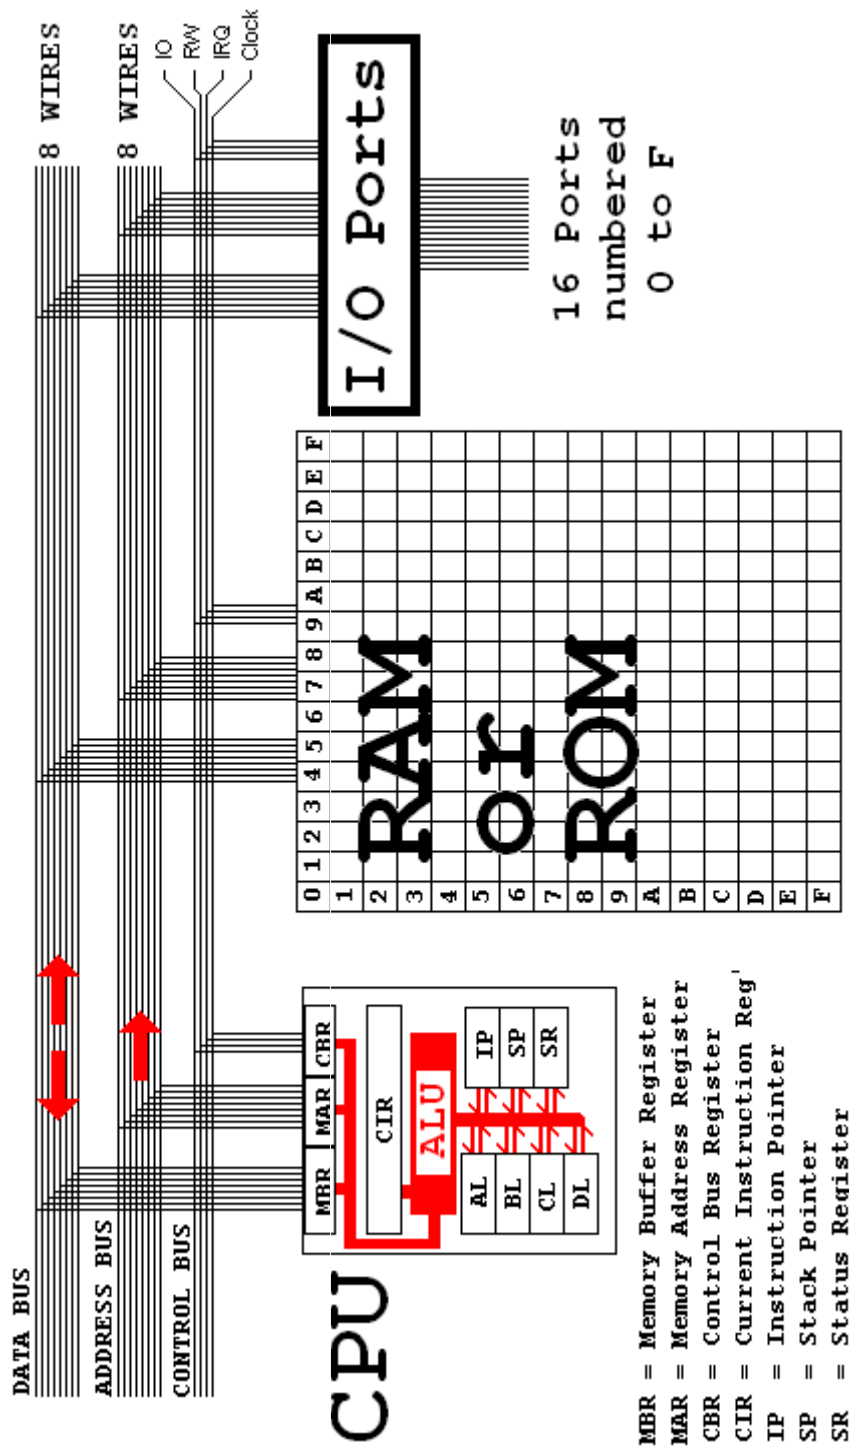 DATA BUS
8 WIRES
ADDRESS BUS
8 WIRES
CONTROL BUS
IO
R/W
IRQ
Clock
CPU
MBR
MAR
CBR
CIR
ALU
AL
BL
CL
DL
IP
SP
SR
0 1 2 3 4 5 6 7 8 9 A B C D E F
1
2
3
4
5
6
7
8
9
A
B
C
D
E
F
RAM
or
ROM
I/O Ports
16 Ports
numbered
0 to F
MBR = Memory Buffer Register
MAR = Memory Address Register
CBR = Control Bus Register
CIR = Current Instruction Reg'
IP = Instruction Pointer
SP = Stack Pointer
SR = Status Register